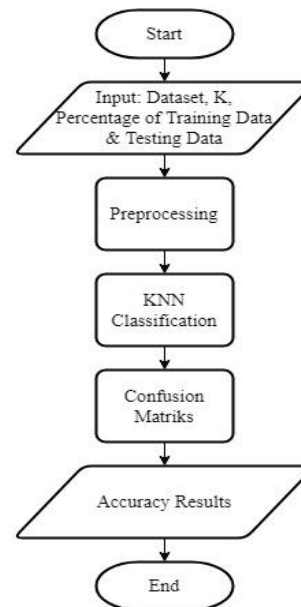 Start
Input: Dataset, K,
Percentage of Training Data
& Testing Data
Preprocessing
KNN
Classification
Confusion
Matriks
Accuracy Results
End